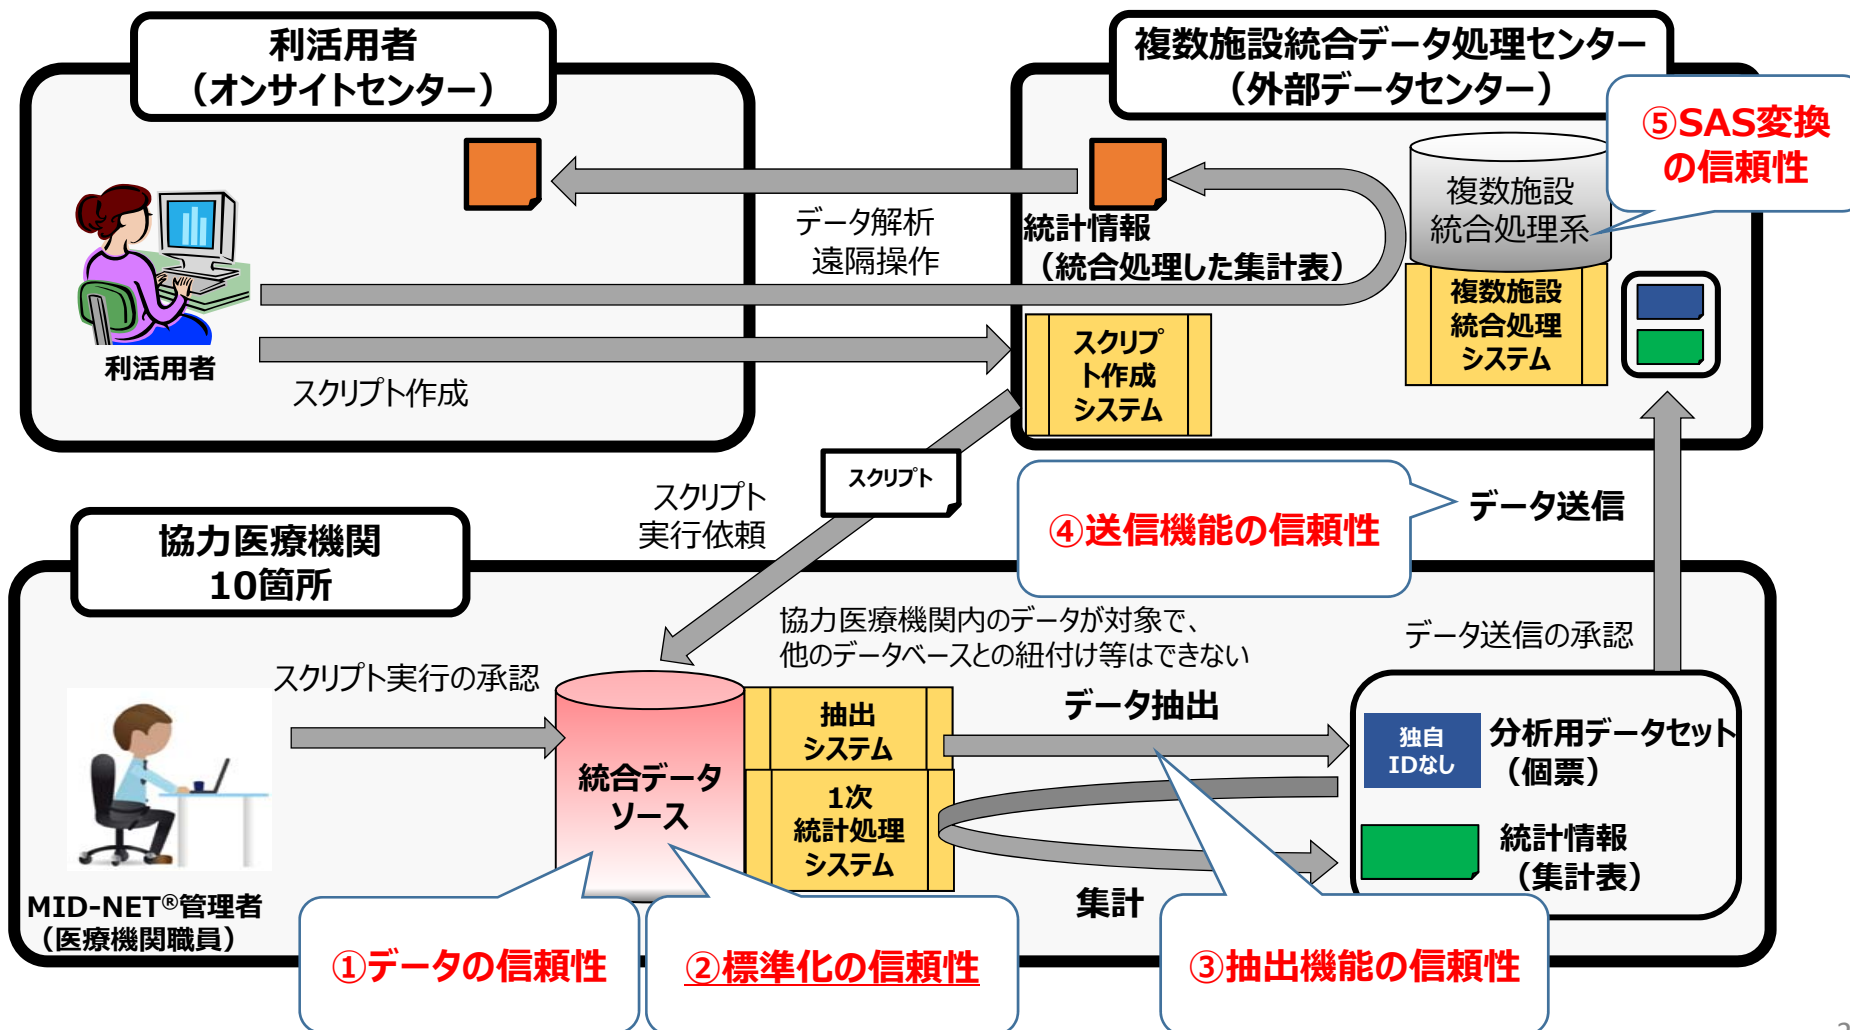 利活用者
（オンサイトセンター）
複数施設統合データ処理センター
（外部データセンター）
⑤SAS変換
の信頼性
複数施設
統合処理系
データ解析
遠隔操作
統計情報
（統合処理した集計表）
複数施設
統合処理
システム
スクリプ
ト作成
システム
利活用者
スクリプト作成
スクリプト
スクリプト
実行依頼
④送信機能の信頼性
データ送信
協力医療機関
10箇所
協力医療機関内のデータが対象で、
他のデータベースとの紐付け等はできない
データ送信の承認
スクリプト実行の承認
抽出
システム
データ抽出
独自
IDなし
分析用データセット
（個票）
統合データ
ソース
1次
統計処理
システム
統計情報
（集計表）
集計
MID-NET®管理者
（医療機関職員）
①データの信頼性
②標準化の信頼性
③抽出機能の信頼性